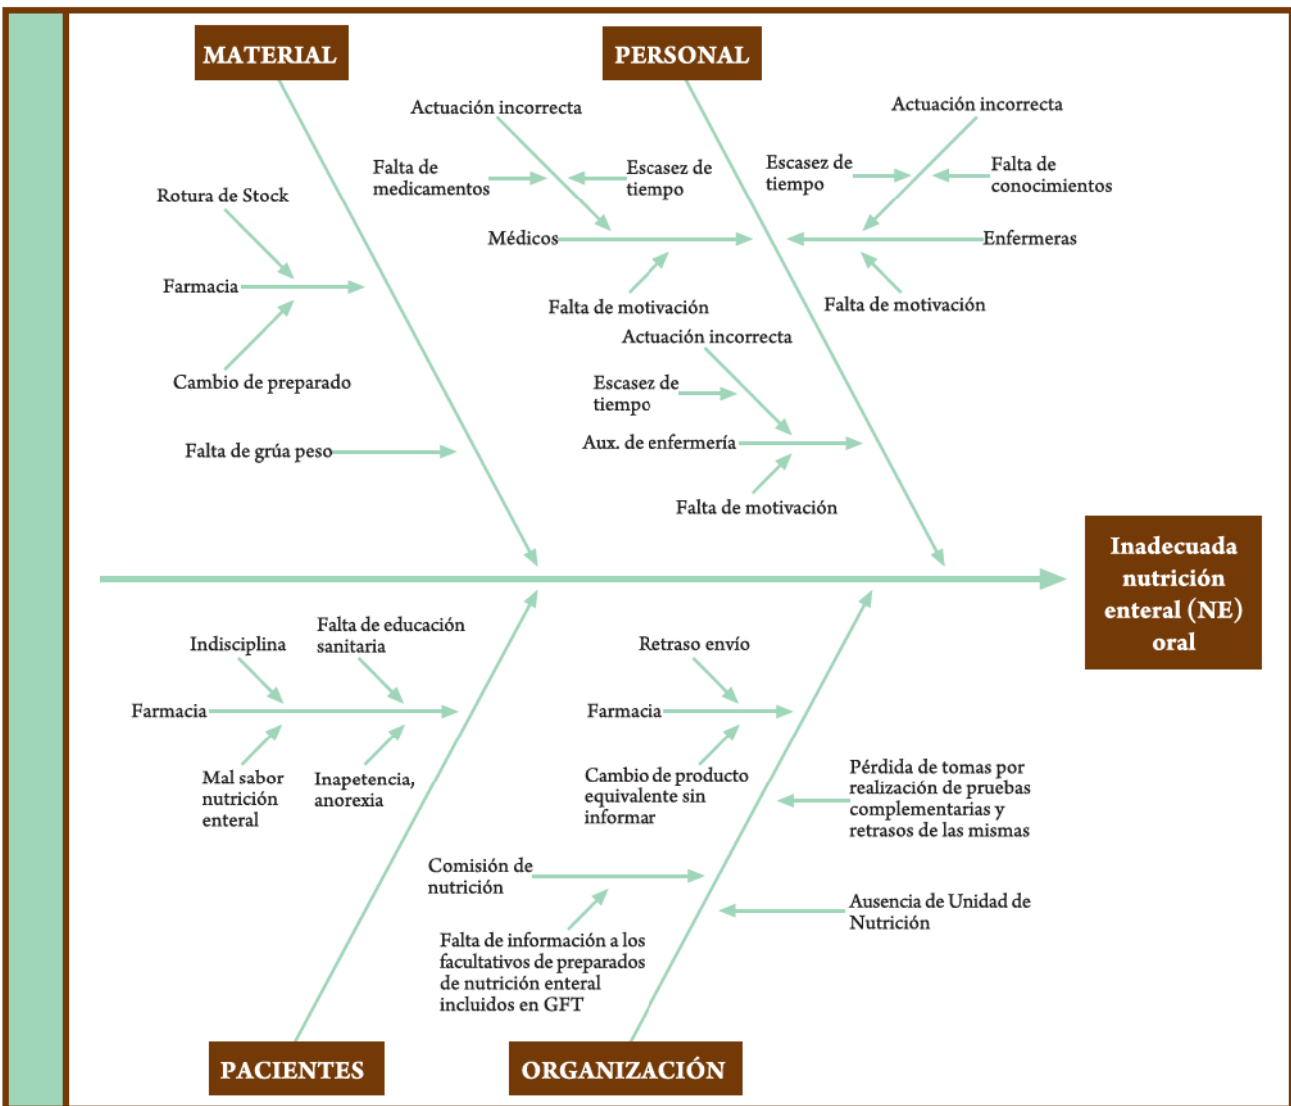 MATERIAL
PERSONAL
Actuación incorrecta
Actuación incorrecta
Falta de
medicamentos
Escasez de
tiempo
Escasez de
tiempo
Falta de
conocimientos
Rotura de Stock
Médicos
Enfermeras
Farmacia
Falta de motivación
Falta de motivación
Actuación incorrecta
Cambio de preparado
Escasez de
tiempo
Falta de grúa peso
Aux. de enfermería
Falta de motivación
Inadecuada
nutrición
enteral (NE)
oral
Indisciplina
Falta de educación
sanitaria
Retraso envío
Farmacia
Farmacia
Mal sabor
nutrición
enteral
Inapetencia,
anorexia
Cambio de producto
equivalente sin
informar
Pérdida de tomas por
realización de pruebas
complementarias y
retrasos de las mismas
Comisión de
nutrición
Ausencia de Unidad de
Nutrición
Falta de información a los
facultativos de preparados
de nutrición enteral
incluidos en GFT
PACIENTES
ORGANIZACIÓN